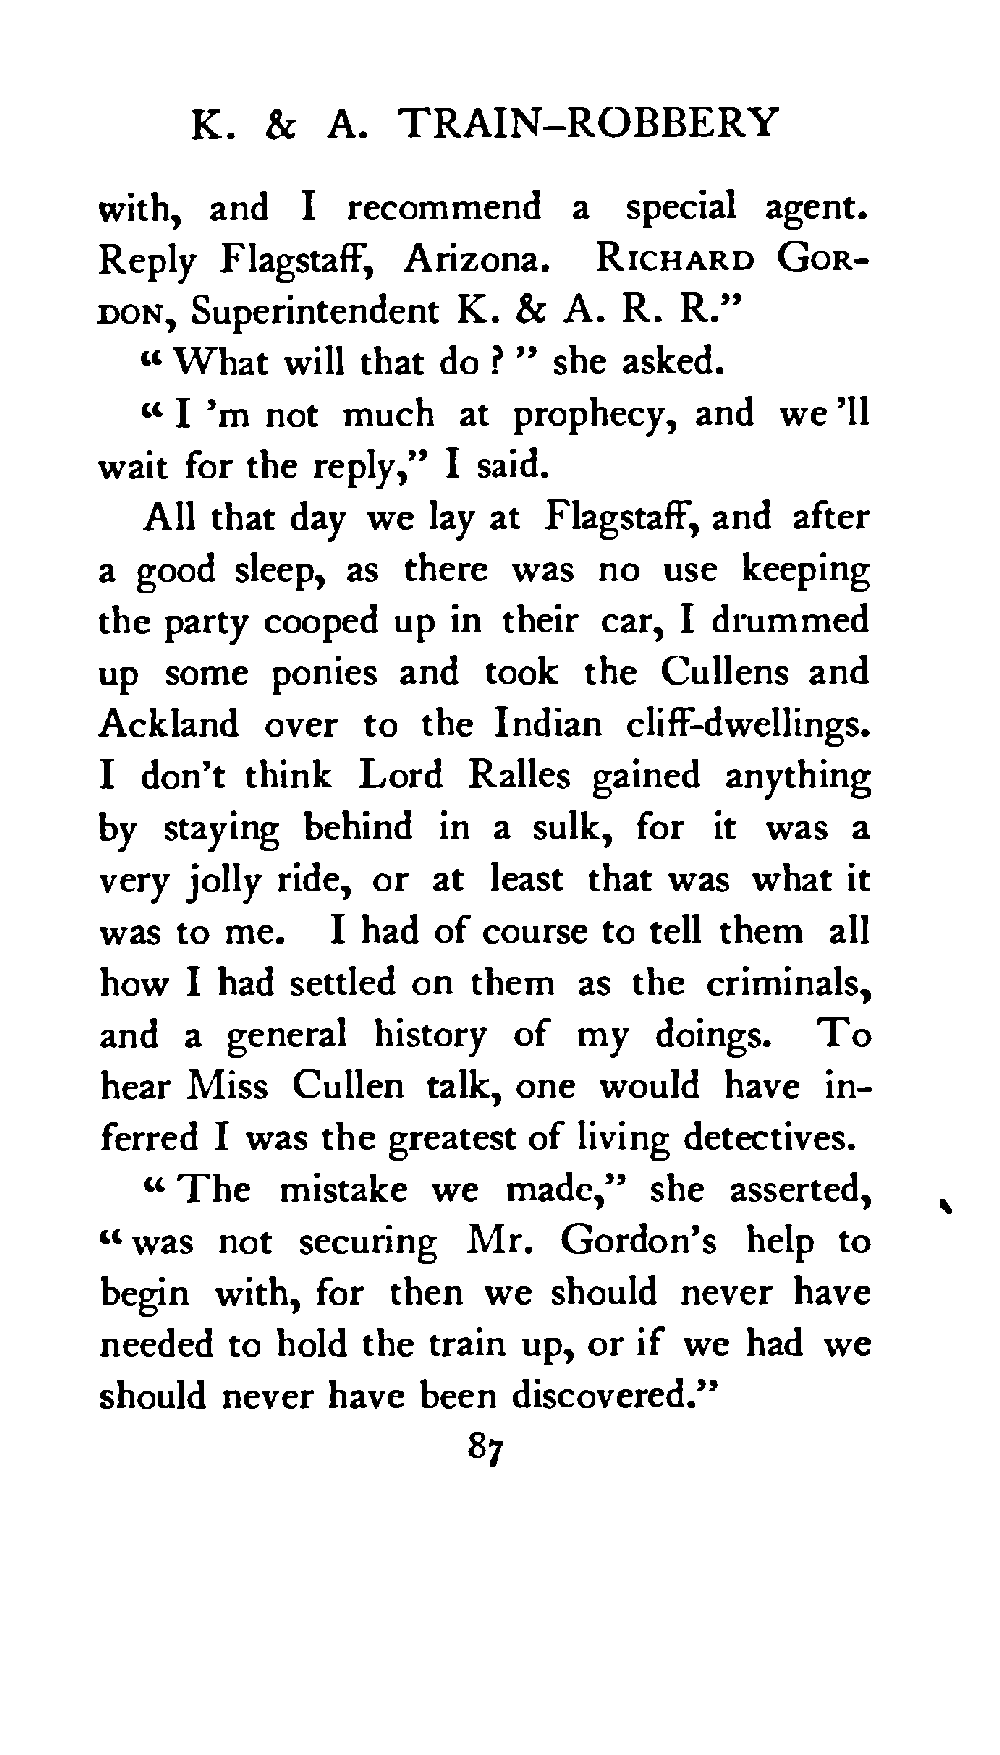 K. & A. TRAIN-ROBBERY
with, and I recommend a special agent.
Reply Flagstaff, Arizona. RICHARD GOR-
DON, Superintendent K. & A. R. R.”
“ What will that do ? ” she asked.
“ I ’m not much at prophecy, and we ’ll
wait for the reply,” I said.
All that day we lay at Flagstaff, and after
a good sleep, as there was no use keeping
the party cooped up in their car, I drummed
up some ponies and took the Cullens and
Ackland over to the Indian cliff-dwellings.
I don’t think Lord Ralles gained anything
by staying behind in a sulk, for it was a
very jolly ride, or at least that was what it
was to me. I had of course to tell them all
how I had settled on them as the criminals,
and a general history of my doings. To
hear Miss Cullen talk, one would have in-
ferred I was the greatest of living detectives.
“ The mistake we made,” she asserted,
“ was not securing Mr. Gordon’s help to
begin with, for then we should never have
needed to hold the train up, or if we had we
should never have been discovered.”
87